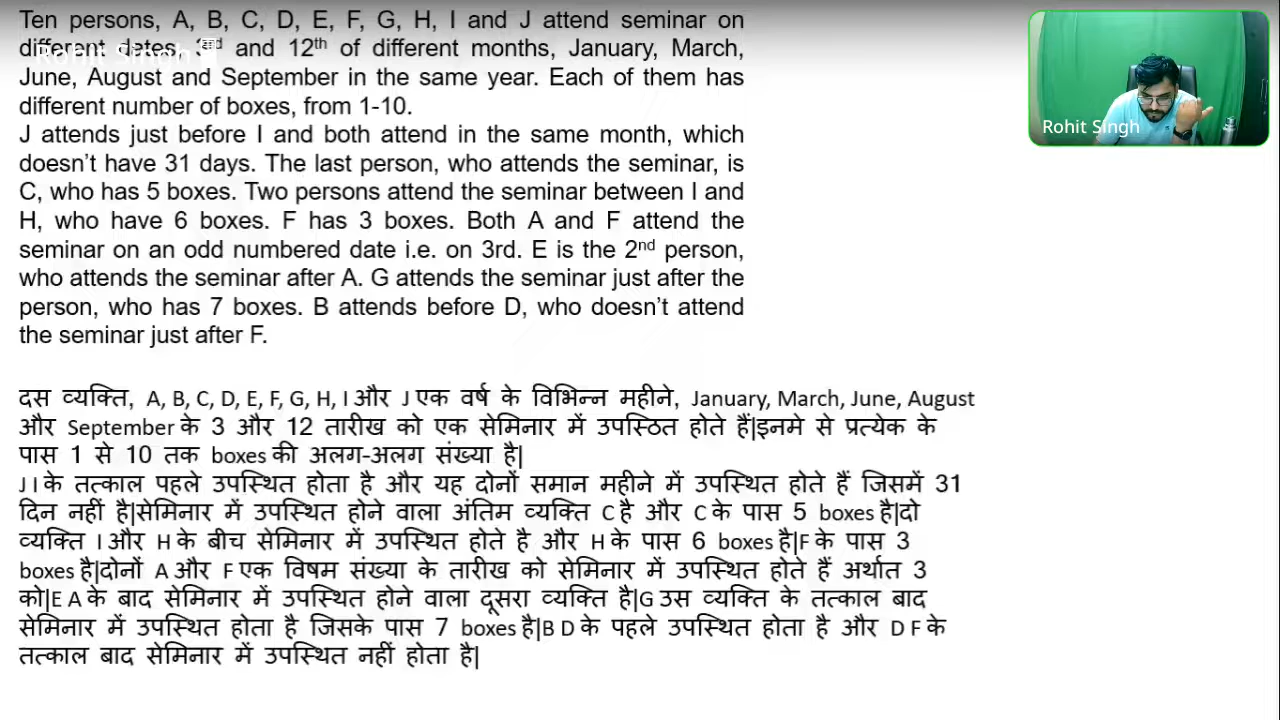 Ten persons, A, B, C, D, E, F, G, H, I and J attend seminar on
different dates, 3rd and 12th of different months, January, March,
June, August and September in the same year. Each of them has
different number of boxes, from 1-10.
J attends just before I and both attend in the same month, which
doesn't have 31 days. The last person, who attends the seminar, is
C, who has 5 boxes. Two persons attend the seminar between I and
H, who have 6 boxes. F has 3 boxes. Both A and F attend the
seminar on an odd numbered date i.e. on 3rd. E is the 2nd person,
who attends the seminar after A. G attends the seminar just after the
person, who has 7 boxes. B attends before D, who doesn't attend
the seminar just after F.
दस व्यक्ति, A, B, C, D, E, F, G, H, I और J एक वर्ष के विभिन्न महीने, January, March, June, August
और September के 3 और 12 तारीख को एक सेमिनार में उपस्ठित होते हैं|इनमे से प्रत्येक के
पास 1 से 10 तक boxes की अलग-अलग संख्या है|
J I के तत्काल पहले उपस्थित होता है और यह दोनों समान महीने में उपस्थित होते हैं जिसमें 31
दिन नहीं है|सेमिनार में उपस्थित होने वाला अंतिम व्यक्ति C है और C के पास 5 boxes है|दो
व्यक्ति I और H के बीच सेमिनार में उपस्थित होते है और H के पास 6 boxes है|F के पास 3
boxes है|दोनों A और F एक विषम संख्या के तारीख को सेमिनार में उपस्थित होते हैं अर्थात 3
को|E A के बाद सेमिनार में उपस्थित होने वाला दूसरा व्यक्ति है|G उस व्यक्ति के तत्काल बाद
सेमिनार में उपस्थित होता है जिसके पास 7 boxes है|B D के पहले उपस्थित होता है और D F के
तत्काल बाद सेमिनार में उपस्थित नहीं होता है|
Rohit Singh
Rohit Singh